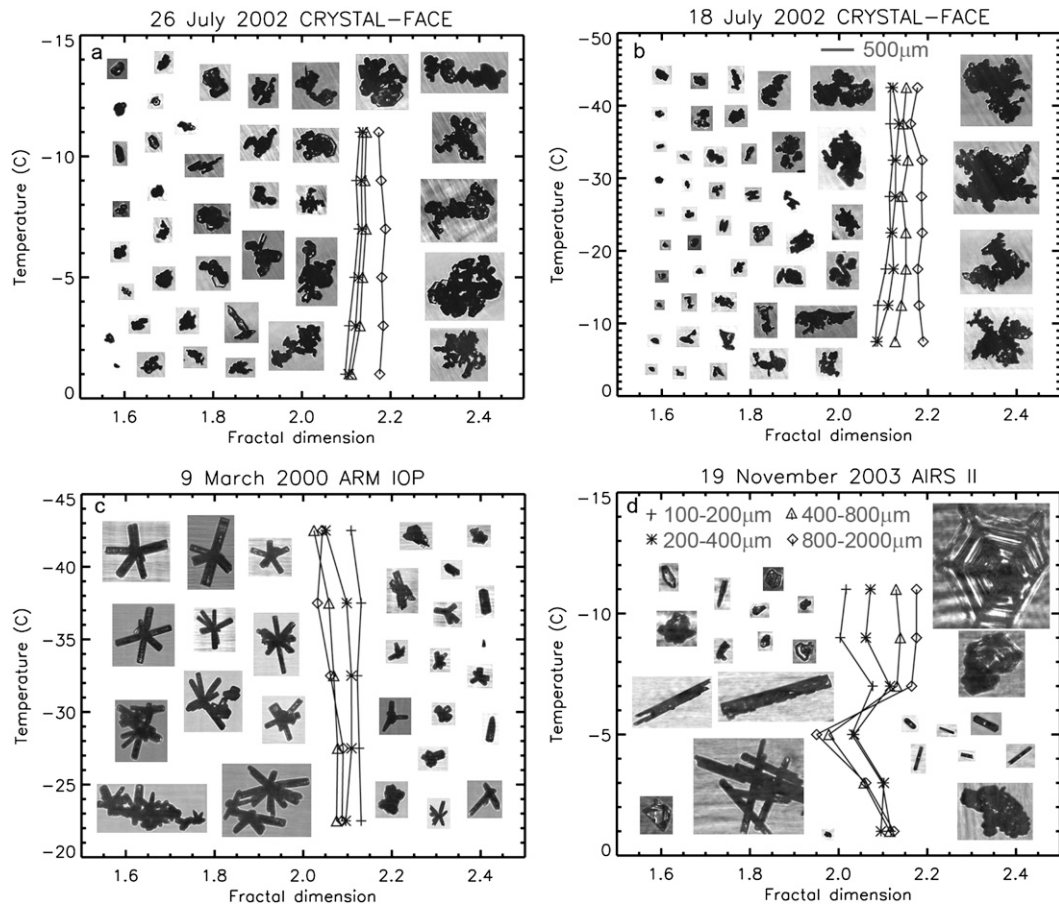 26 July 2002 CRYSTAL-FACE
a
-15
-10
-5
0
Temperature (C)
1.6 1.8 2.0 2.2 2.4
Fractal dimension
18 July 2002 CRYSTAL-FACE
b
500μm
-50
-40
-30
-20
-10
0
Temperature (C)
1.6 1.8 2.0 2.2 2.4
Fractal dimension
9 March 2000 ARM IOP
c
-45
-40
-35
-30
-25
-20
Temperature (C)
1.6 1.8 2.0 2.2 2.4
Fractal dimension
19 November 2003 AIRS II
d
100-200μm 400-800μm
200-400μm 800-2000μm
-15
-10
-5
0
Temperature (C)
1.6 1.8 2.0 2.2 2.4
Fractal dimension